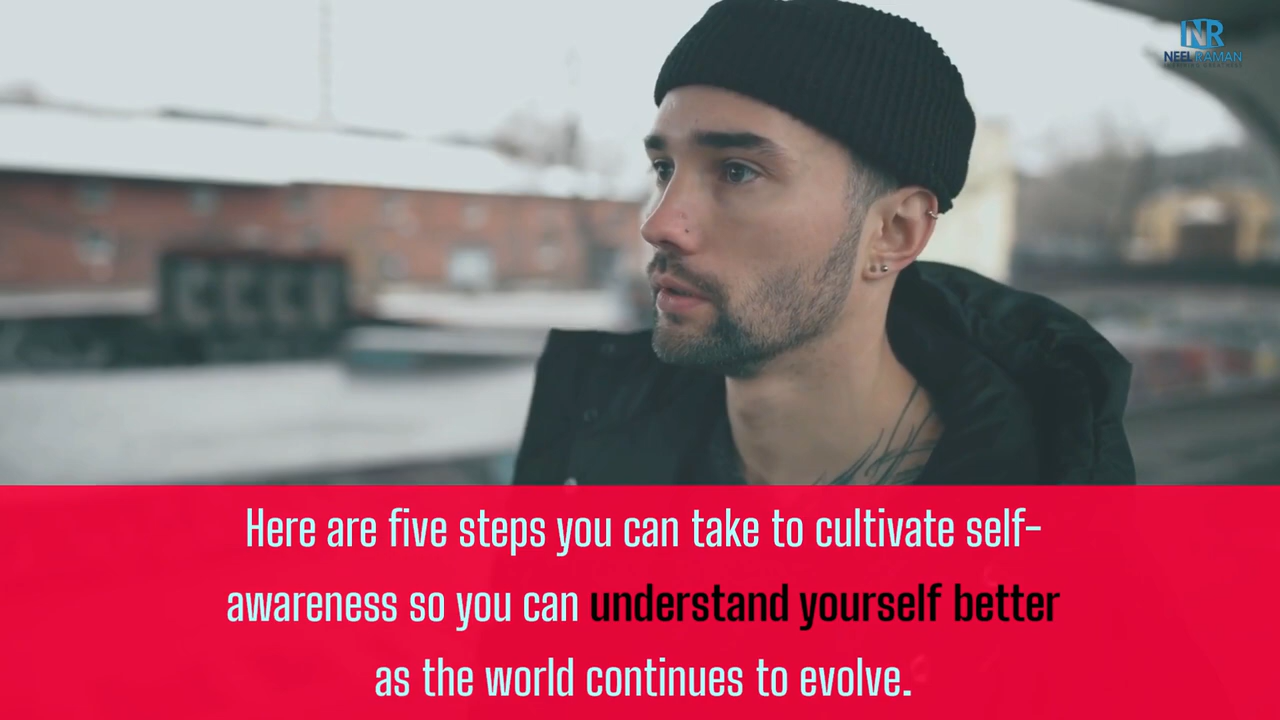 NR
NEEL RAMAN
Here are five steps you can take to cultivate self-
awareness so you can understand yourself better
as the world continues to evolve.